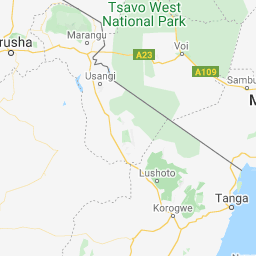 Tsavo West
National Park
rusha
Marangu
Voi
A23
Usangi
A109
Sambu
M
Lushoto
Tanga
Korogwe
N